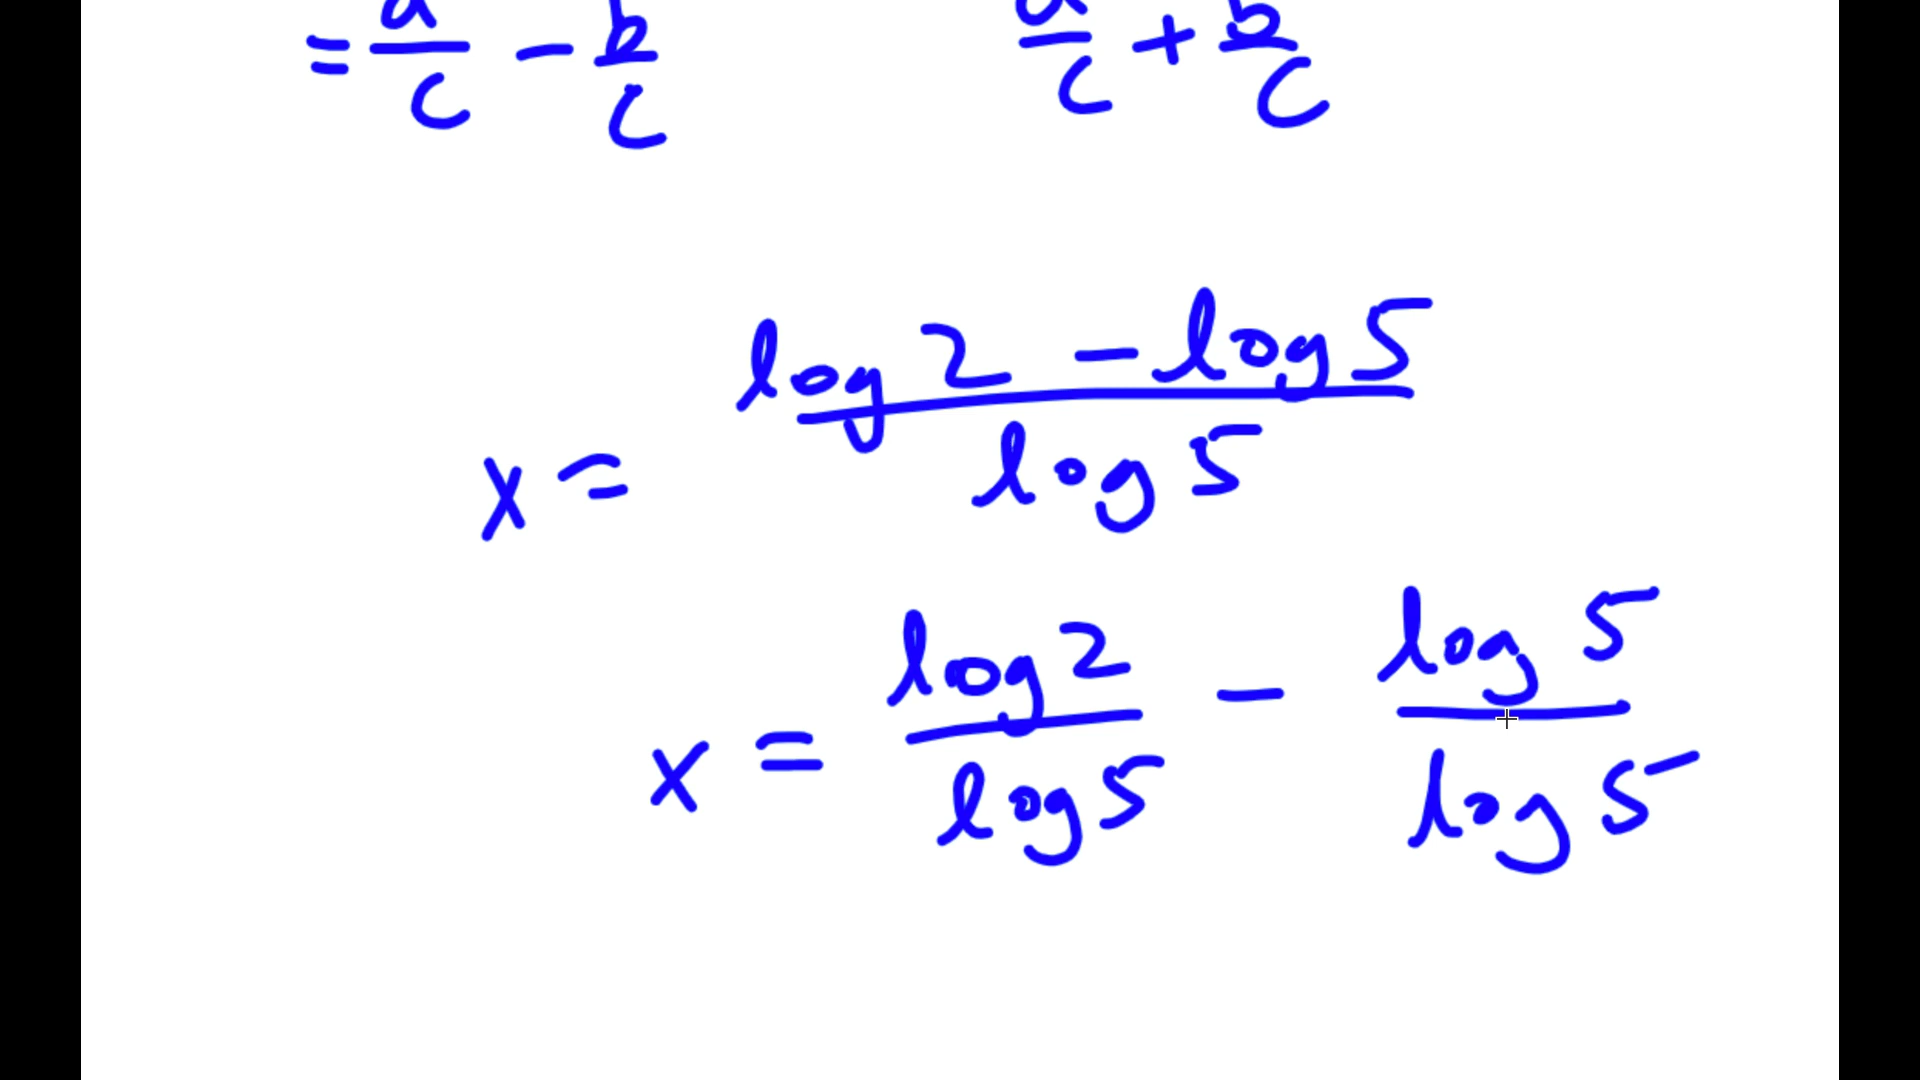 = a/c - b/c    a/c + b/c
x = (log 2 - log 5)/(log 5)
x = (log 2)/(log 5) - (log 5)/(log 5)